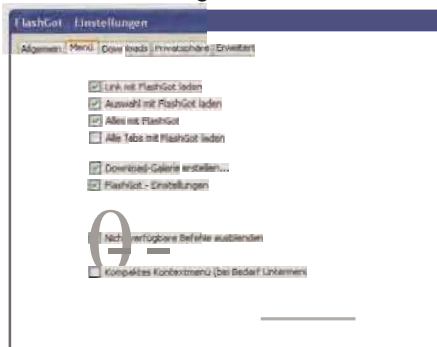 FlashGot Einstellungen
Allgemein Menü Downloads Privatsphäre Erweitert
Link mit FlashGot laden
Auswahl mit FlashGot laden
Alles mit FlashGot
Alle Tabs mit FlashGot laden
Download-Galerie erstellen...
FlashGot - Einstellungen
verfügbare Befehle ausblenden
Kompaktes Kontextmenü (bei Bedarf Untermen